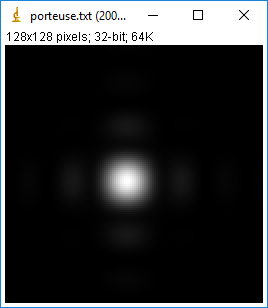 porteuse.txt (200...
128x128 pixels; 32-bit; 64K